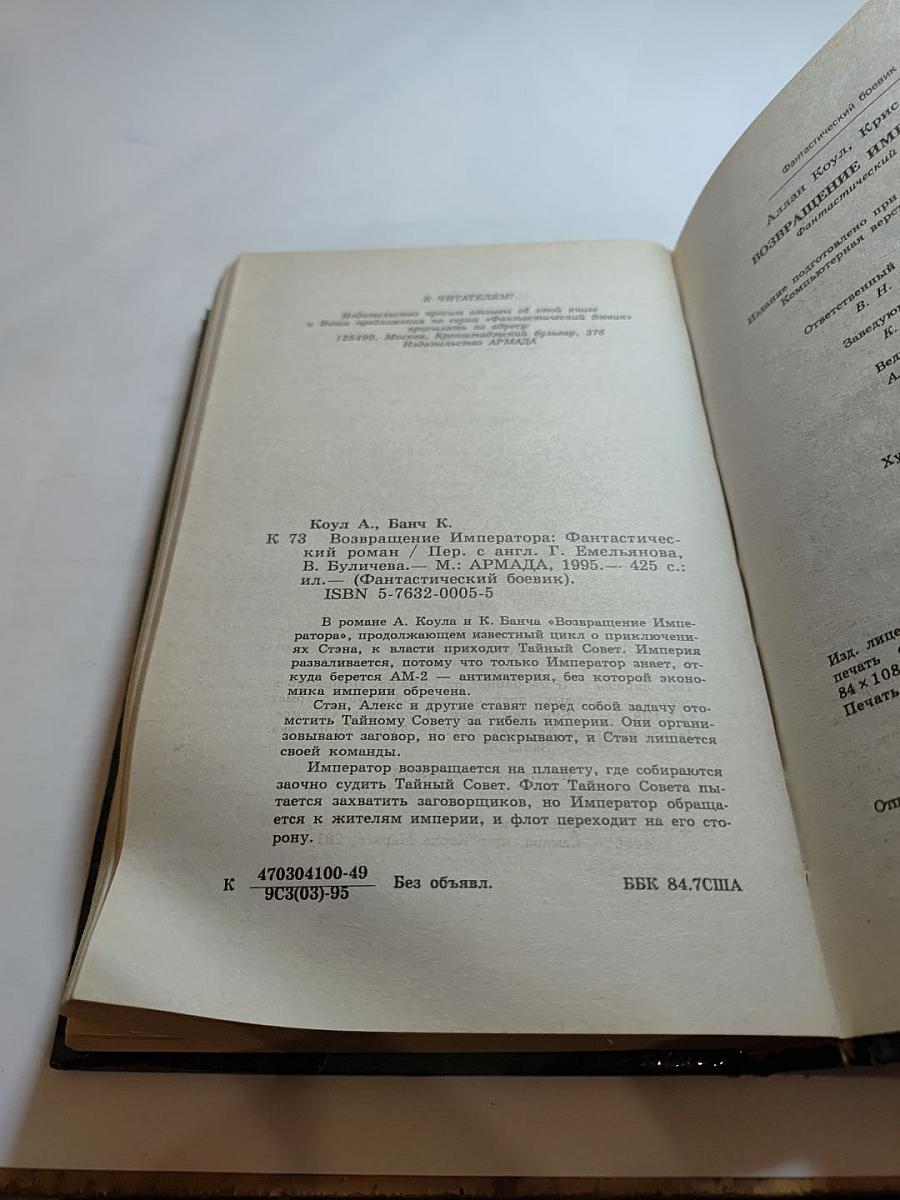 К ЧИТАТЕЛЯМ!
Издательство просит отзывы об этой книге
и Ваши предложения по серии «Фантастический боевик»
присылать по адресу:
125499, Москва, Кронштадтский бульвар, 37б
Издательство АРМАДА
Коул А., Банч К.
К 73 Возвращение Императора: Фантастичес-
кий роман / Пер. с англ. Г. Емельянова,
В. Буличева.— М.: АРМАДА, 1995.— 425 с.:
ил.— (Фантастический боевик).
ISBN 5-7632-0005-5
В романе А. Коула и К. Банча «Возвращение Импе-
ратора», продолжающем известный цикл о приключени-
ях Стэна, к власти приходит Тайный Совет. Империя
разваливается, потому что только Император знает, от-
куда берется АМ-2 — антиматерия, без которой эконо-
мика империи обречена.
Стэн, Алекс и другие ставят перед собой задачу ото-
мстить Тайному Совету за гибель империи. Они органи-
зовывают заговор, но его раскрывают, и Стэн лишается
своей команды.
Император возвращается на планету, где собираются
заочно судить Тайный Совет. Флот Тайного Совета пы-
тается захватить заговорщиков, но Император обраща-
ется к жителям империи, и флот переходит на его сто-
рону.
К 470304100-49 Без объявл. ББК 84.7США
9С3(03)-95
Фантастический боевик
Аллан Коул, Крис
ВОЗВРАЩЕНИЕ ИМП
Фантастический
Издание подготовлено при
Компьютерная верс
Ответственный
В. Н.
Заведую
К.
Вед
А.
Ху
Изд. лице
печать
84×108
Печать
Отп